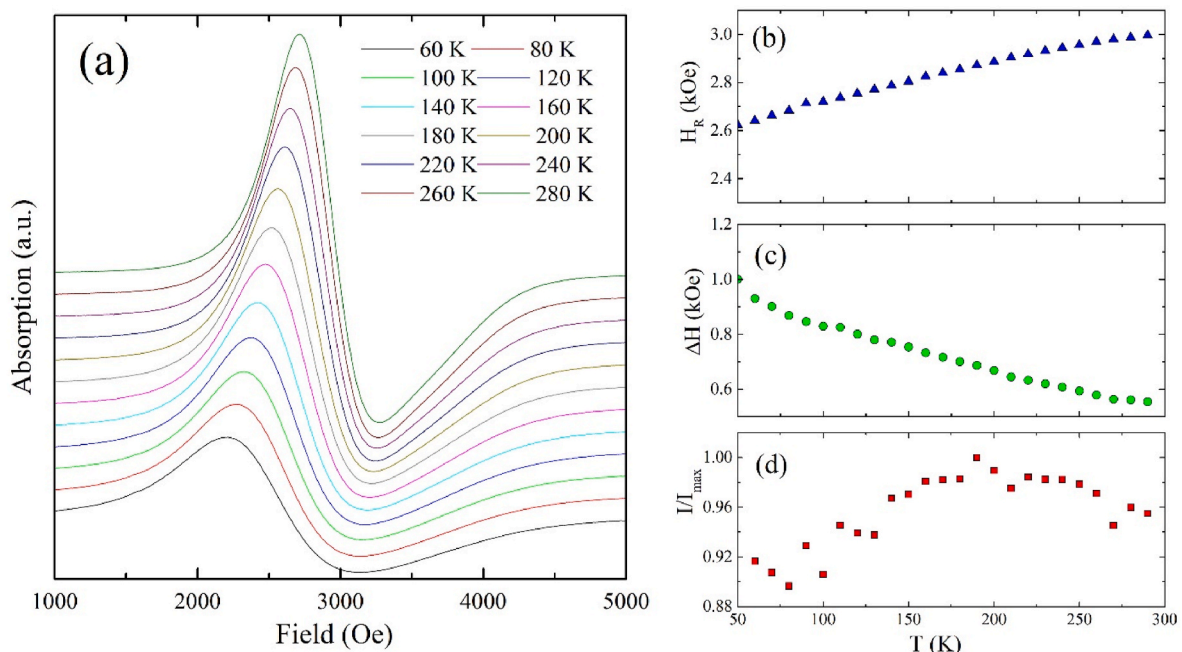 (a)
60 K 80 K
100 K 120 K
140 K 160 K
180 K 200 K
220 K 240 K
260 K 280 K
Absorption (a.u.)
1000 2000 3000 4000 5000
Field (Oe)
(b)
3.0
2.8
2.6
2.4
H_R (kOe)
(c)
1.2
1.0
0.8
0.6
ΔH (kOe)
(d)
1.00
0.96
0.92
0.88
I/I_max
50 100 150 200 250 300
T (K)